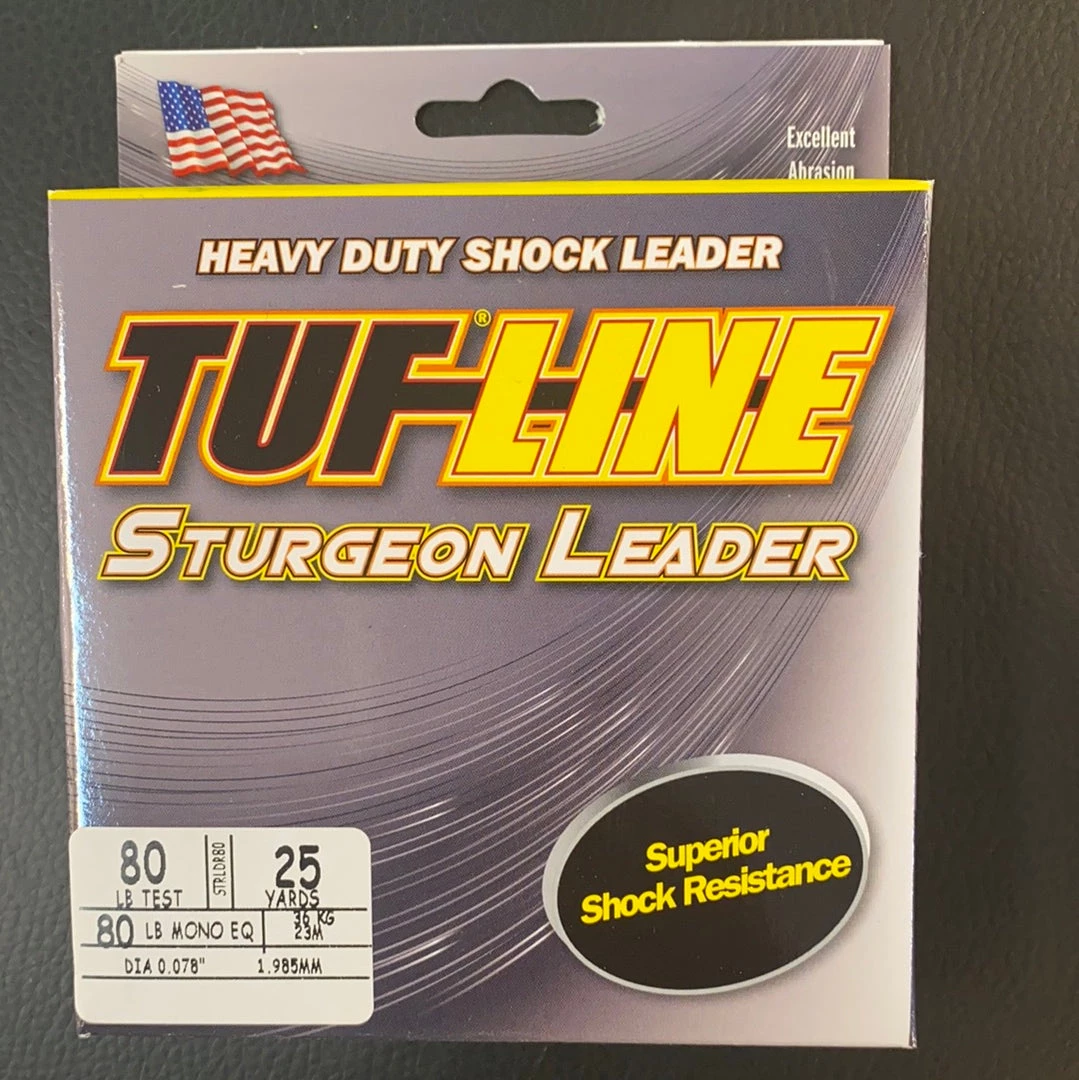 Excellent
Abrasion
HEAVY DUTY SHOCK LEADER
TUF-LINE®
STURGEON LEADER
Superior
Shock Resistance
80 LB TEST
STRLDR80
25 YARDS
80 LB MONO EQ
36 KG
23M
DIA 0.078" 1.985MM